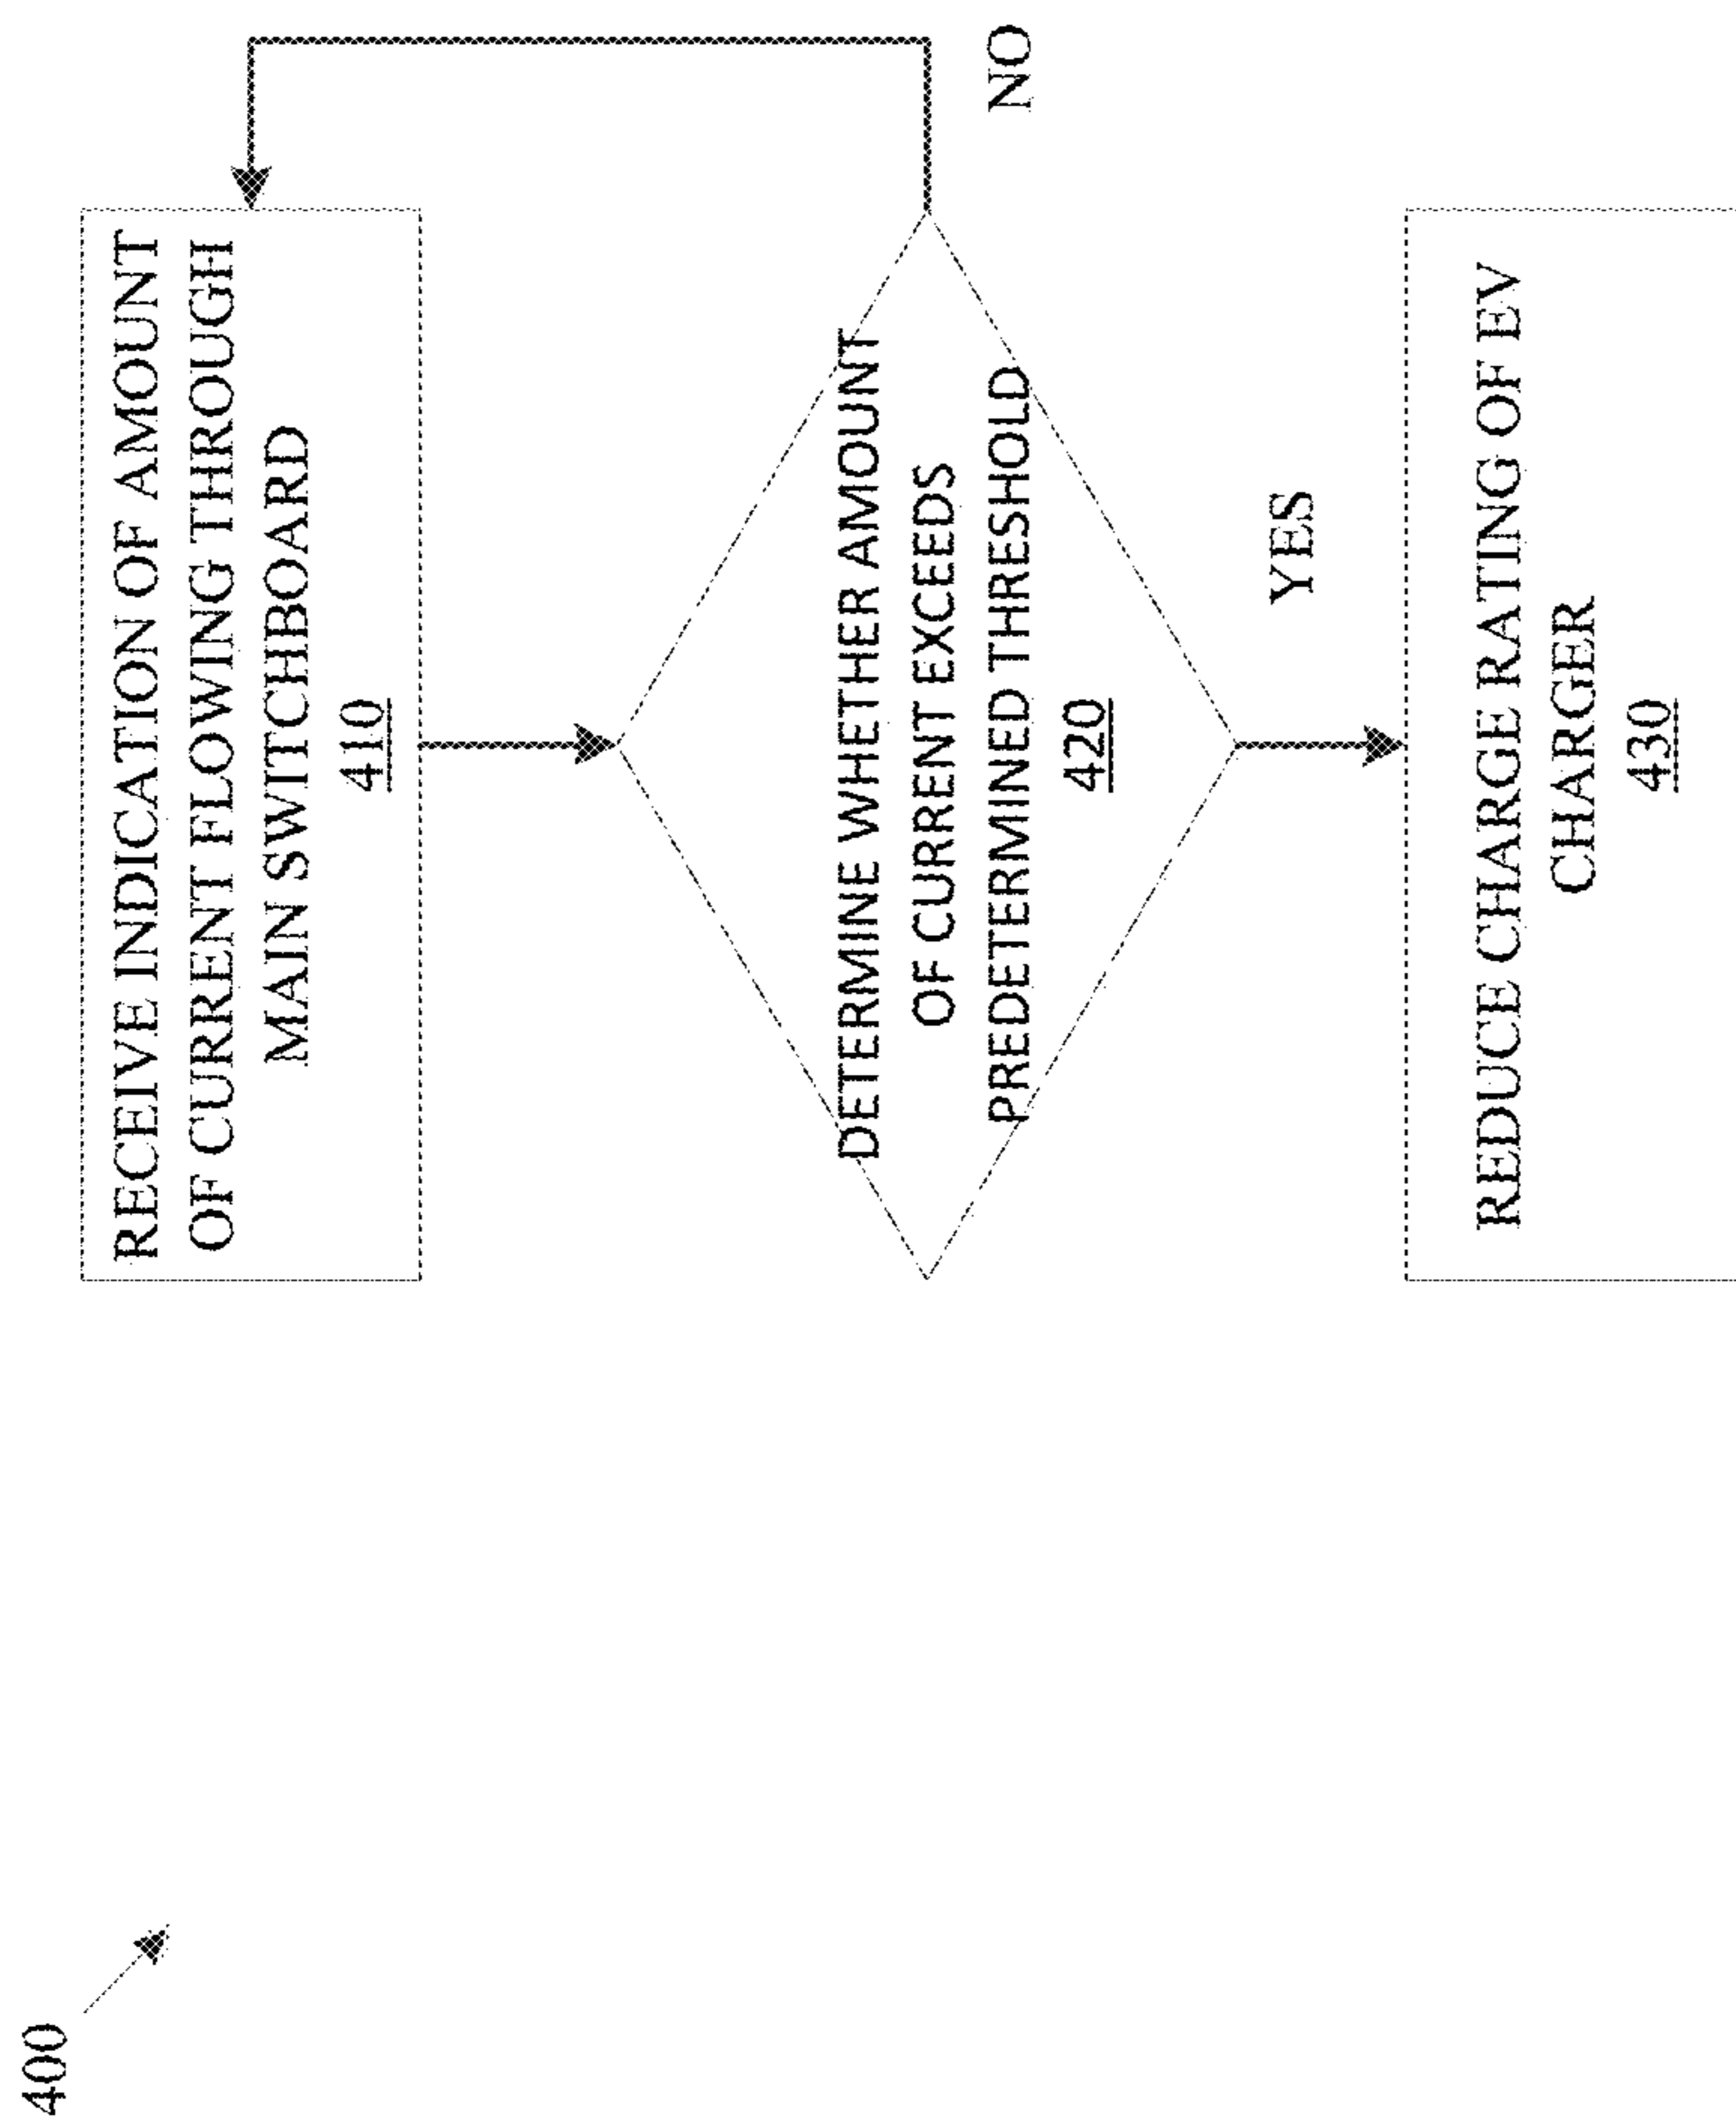 400
RECEIVE INDICATION OF AMOUNT
OF CURRENT FLOWING THROUGH
MAIN SWITCHBOARD
410
DETERMINE WHETHER AMOUNT
OF CURRENT EXCEEDS
PREDETERMINED THRESHOLD
420
NO
YES
REDUCE CHARGE RATING OF EV
CHARGER
430